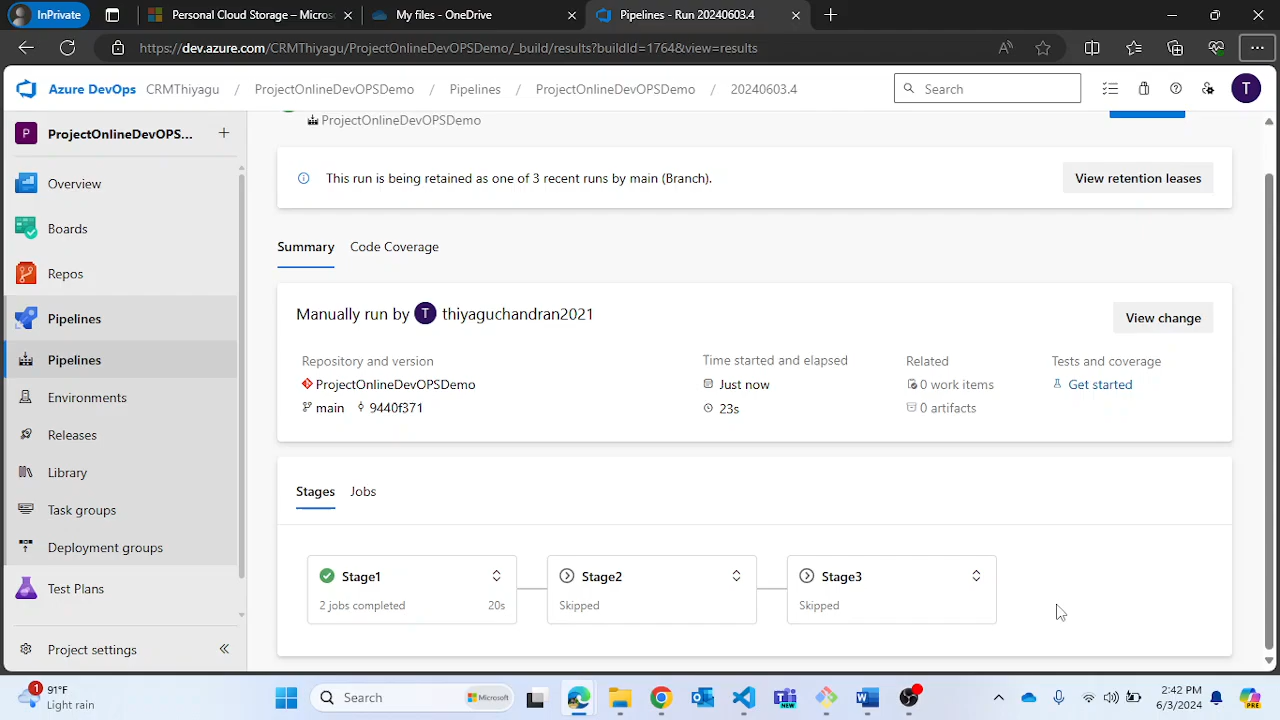 InPrivate
Personal Cloud Storage – Micros
My files - OneDrive
Pipelines - Run 20240603.4
https://dev.azure.com/CRMThiyagu/ProjectOnlineDevOPSDemo/_build/results?buildId=1764&view=results
Azure DevOps CRMThiyagu / ProjectOnlineDevOPSDemo / Pipelines / ProjectOnlineDevOPSDemo / 20240603.4
Search
T
P ProjectOnlineDevOPS...
Overview
Boards
Repos
Pipelines
Pipelines
Environments
Releases
Library
Task groups
Deployment groups
Test Plans
Project settings
ProjectOnlineDevOPSDemo
This run is being retained as one of 3 recent runs by main (Branch).
View retention leases
Summary Code Coverage
Manually run by T thiyaguchandran2021
View change
Repository and version
ProjectOnlineDevOPSDemo
main 9440f371
Time started and elapsed
Just now
23s
Related
0 work items
0 artifacts
Tests and coverage
Get started
Stages Jobs
Stage1
2 jobs completed 20s
Stage2
Skipped
Stage3
Skipped
1
91°F
Light rain
Search
Microsoft
NEW
2:42 PM
6/3/2024
PRE